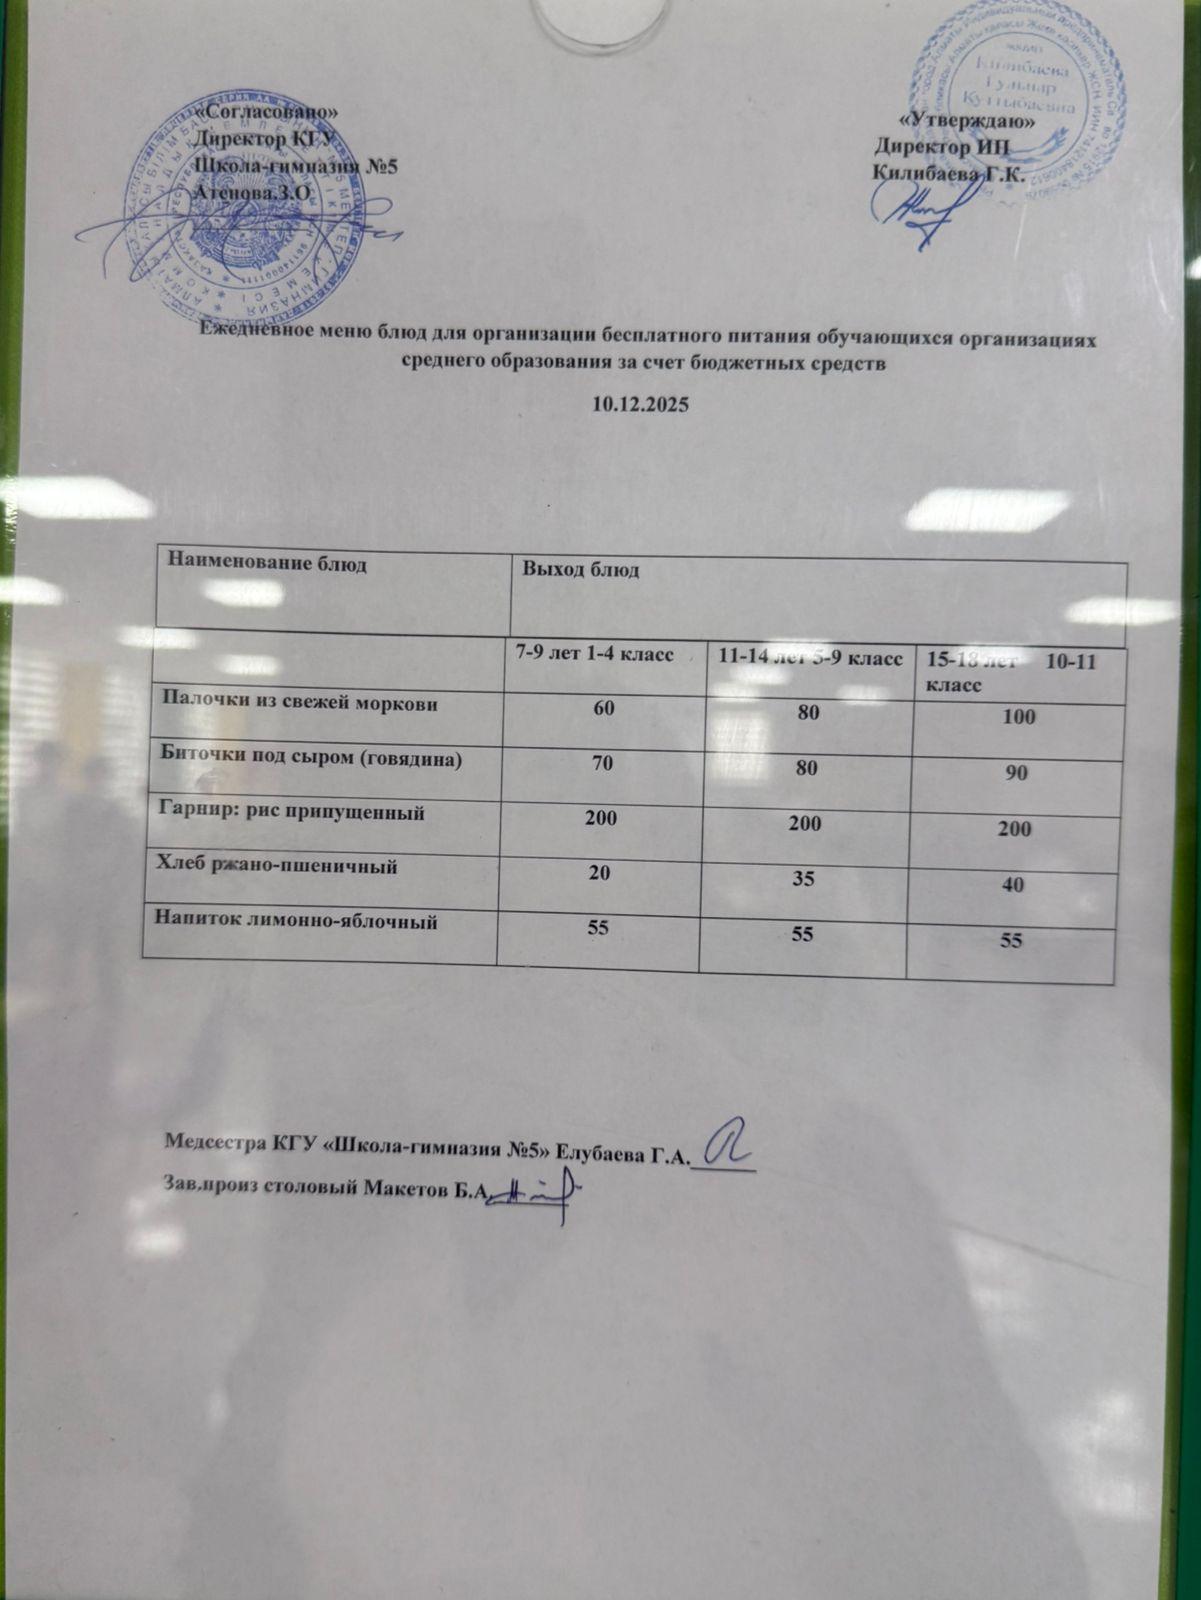 «Согласовано»
Директор КГУ
Школа-гимназия №5
Атенова.З.О
«Утверждаю»
Директор ИП
Килибаева Г.К.
Килибаева
Гульнар
Куттыбаевна
Ежедневное меню блюд для организации бесплатного питания обучающихся организациях
среднего образования за счет бюджетных средств
10.12.2025
Наименование блюд Выход блюд
7-9 лет 1-4 класс 11-14 лет 5-9 класс 15-18 лет 10-11
класс
Палочки из свежей моркови 60 80 100
Биточки под сыром (говядина) 70 80 90
Гарнир: рис припущенный 200 200 200
Хлеб ржано-пшеничный 20 35 40
Напиток лимонно-яблочный 55 55 55
Медсестра КГУ «Школа-гимназия №5» Елубаева Г.А.
Зав.произ столовый Макетов Б.А.